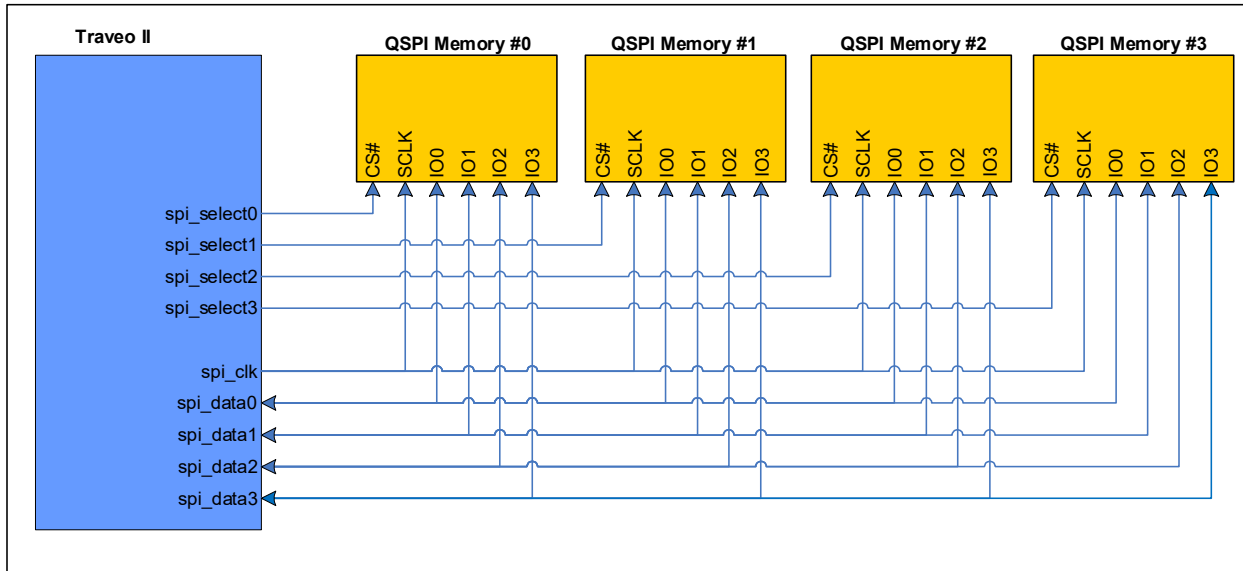 Traveo II
QSPI Memory #0
QSPI Memory #1
QSPI Memory #2
QSPI Memory #3
CS#
SCLK
IO0
IO1
IO2
IO3
CS#
SCLK
IO0
IO1
IO2
IO3
CS#
SCLK
IO0
IO1
IO2
IO3
CS#
SCLK
IO0
IO1
IO2
IO3
spi_select0
spi_select1
spi_select2
spi_select3
spi_clk
spi_data0
spi_data1
spi_data2
spi_data3